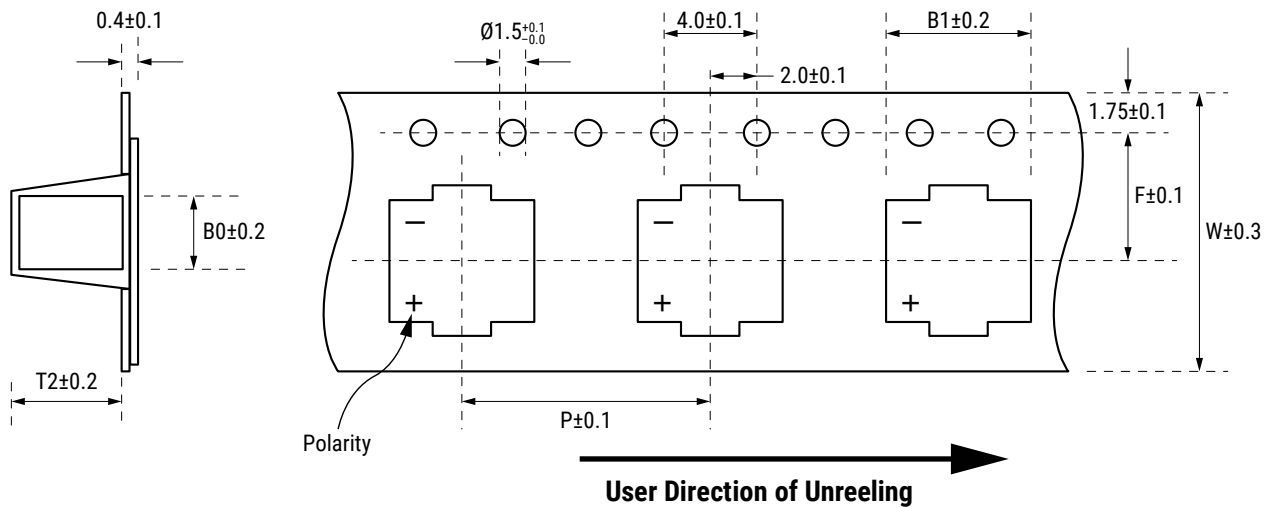 0.4±0.1
Ø1.5+0.1
−0.0
4.0±0.1
B1±0.2
2.0±0.1
1.75±0.1
B0±0.2
F±0.1
W±0.3
− − −
+ + +
T2±0.2
P±0.1
Polarity
User Direction of Unreeling